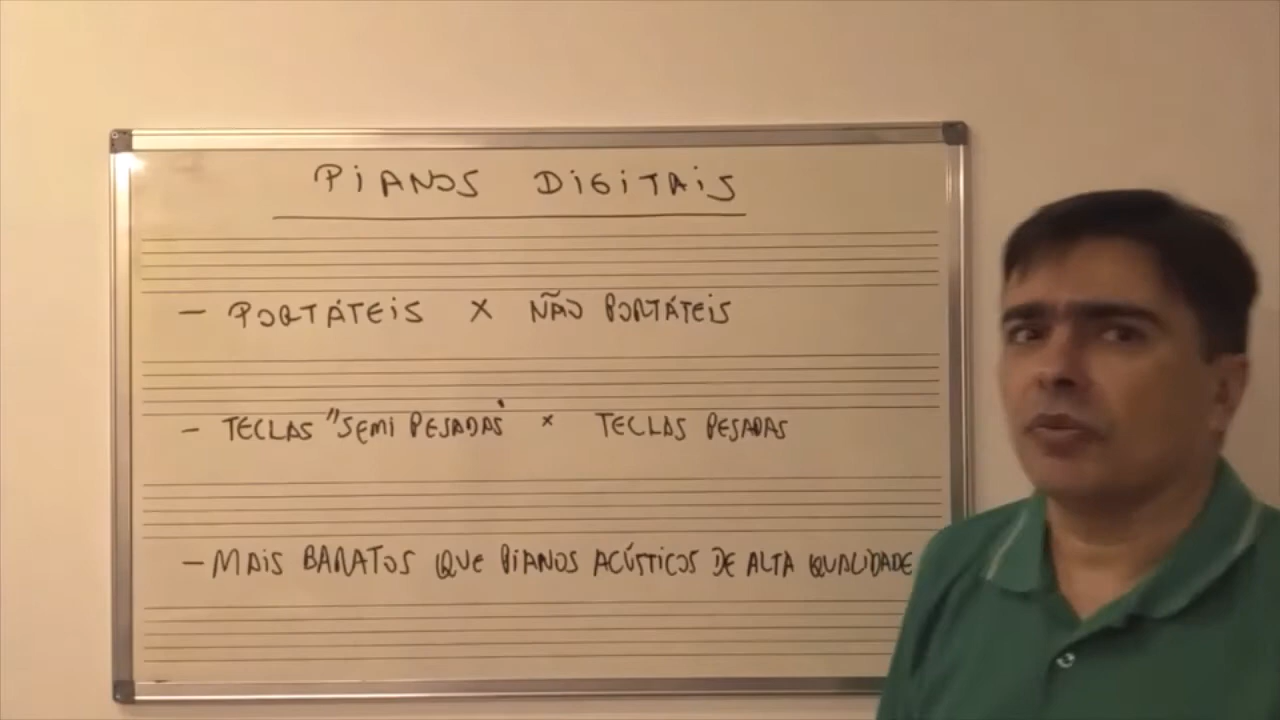 PIANOS DIGITAIS
- PORTÁTEIS X NÃO PORTÁTEIS
- TECLAS "SEMI PESADAS" x TECLAS PESADAS
- MAIS BARATOS QUE PIANOS ACÚSTICOS DE ALTA QUALIDADE